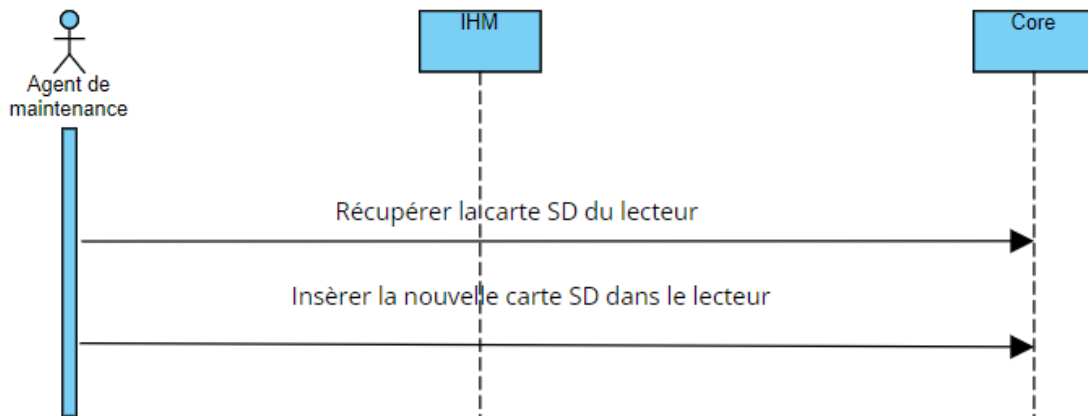 IHM
Core
Agent de
maintenance
Récupérer la carte SD du lecteur
Insèrer la nouvelle carte SD dans le lecteur